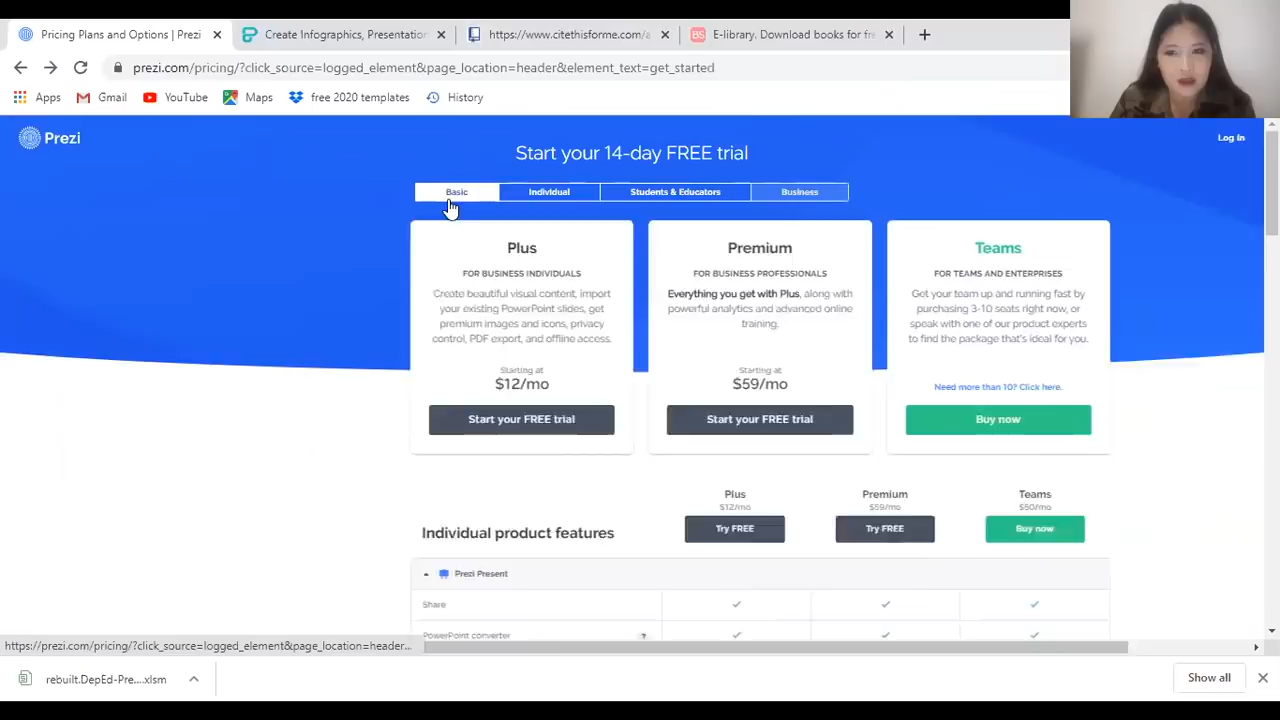 Pricing Plans and Options | Prezi
Create Infographics, Presentation
https://www.citethisforme.com/a
BS
E-library. Download books for fre
prezi.com/pricing/?click_source=logged_element&page_location=header&element_text=get_started
Apps
Gmail
YouTube
Maps
free 2020 templates
History
Prezi
Log In
Start your 14-day FREE trial
Basic
Individual
Students & Educators
Business
Plus
FOR BUSINESS INDIVIDUALS
Create beautiful visual content, import
your existing PowerPoint slides, get
premium images and icons, privacy
control, PDF export, and offline access.
Starting at
$12/mo
Start your FREE trial
Premium
FOR BUSINESS PROFESSIONALS
Everything you get with Plus, along with
powerful analytics and advanced online
training.
Starting at
$59/mo
Start your FREE trial
Teams
FOR TEAMS AND ENTERPRISES
Get your team up and running fast by
purchasing 3-10 seats right now, or
speak with one of our product experts
to find the package that's ideal for you.
Need more than 10? Click here.
Buy now
Individual product features
Plus
$12/mo
Try FREE
Premium
$59/mo
Try FREE
Teams
$50/mo
Buy now
Prezi Present
Share
PowerPoint converter
?
https://prezi.com/pricing/?click_source=logged_element&page_location=header...
rebuilt.DepEd-Pre....xlsm
Show all